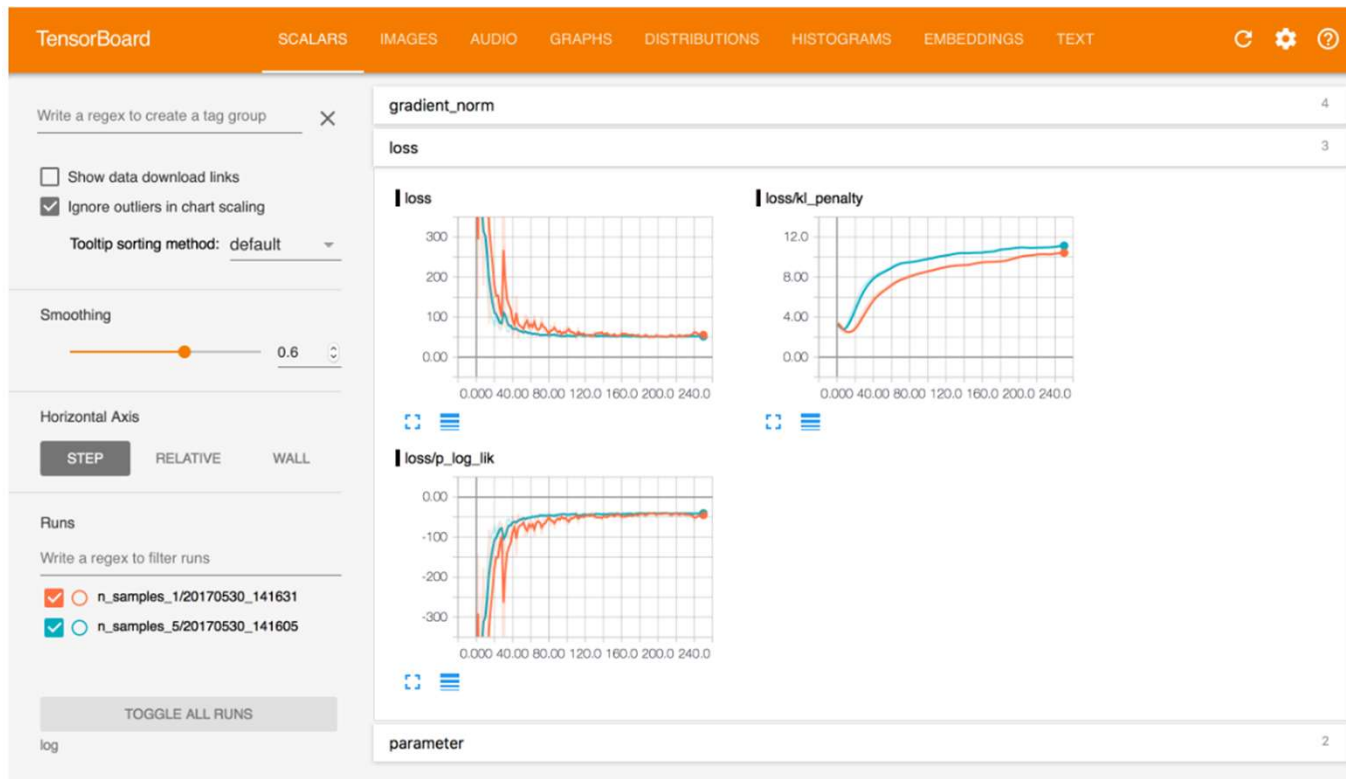 TensorBoard SCALARS IMAGES AUDIO GRAPHS DISTRIBUTIONS HISTOGRAMS EMBEDDINGS TEXT
Write a regex to create a tag group
Show data download links
Ignore outliers in chart scaling
Tooltip sorting method: default
Smoothing
0.6
Horizontal Axis
STEP RELATIVE WALL
Runs
Write a regex to filter runs
n_samples_1/20170530_141631
n_samples_5/20170530_141605
TOGGLE ALL RUNS
log
gradient_norm 4
loss 3
loss
300
200
100
0.00
0.000 40.00 80.00 120.0 160.0 200.0 240.0
loss/kl_penalty
12.0
8.00
4.00
0.00
0.000 40.00 80.00 120.0 160.0 200.0 240.0
loss/p_log_lik
0.00
-100
-200
-300
0.000 40.00 80.00 120.0 160.0 200.0 240.0
parameter 2